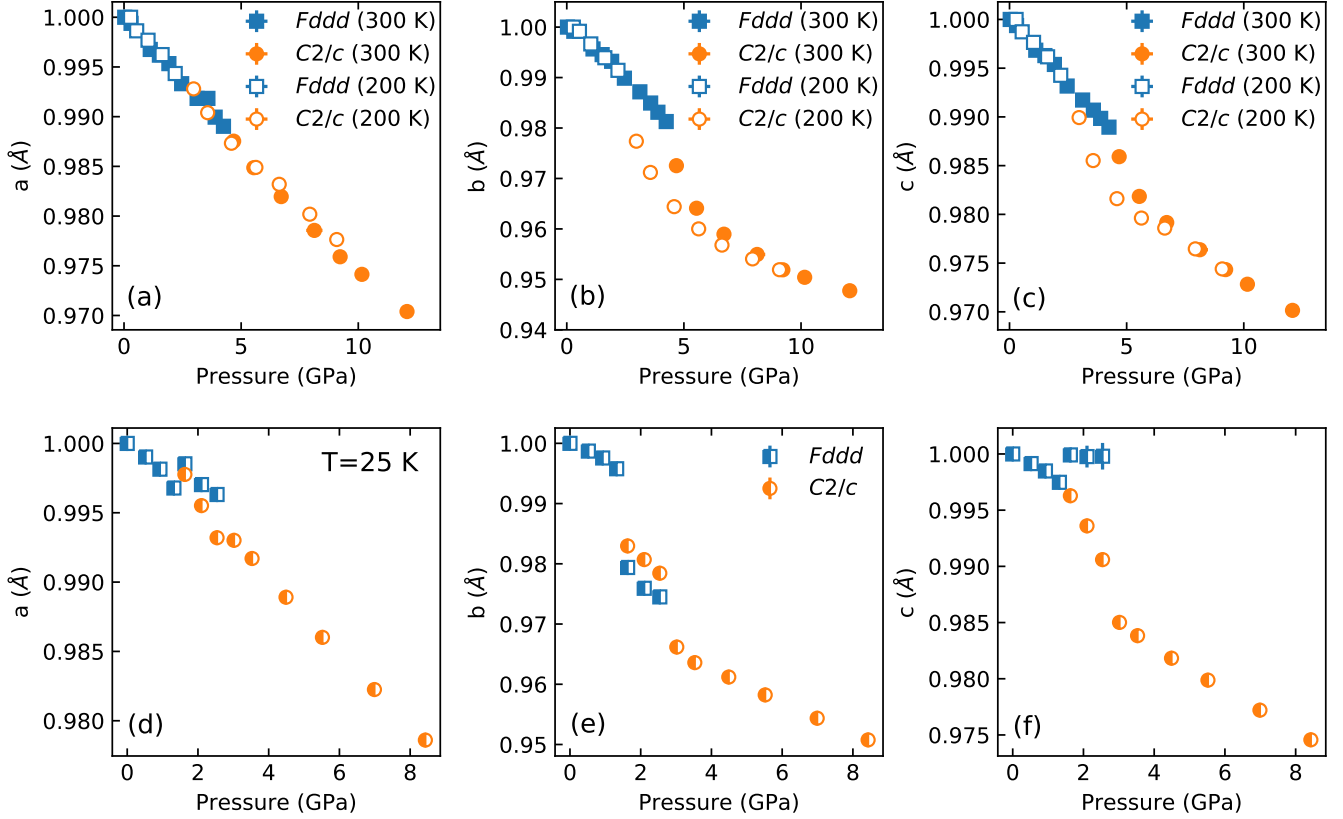 1.000
0.995
0.990
0.985
0.980
0.975
0.970
a (Å)
Fddd (300 K)
C2/c (300 K)
Fddd (200 K)
C2/c (200 K)
(a)
0 5 10
Pressure (GPa)
1.00
0.99
0.98
0.97
0.96
0.95
0.94
b (Å)
Fddd (300 K)
C2/c (300 K)
Fddd (200 K)
C2/c (200 K)
(b)
0 5 10
Pressure (GPa)
1.000
0.995
0.990
0.985
0.980
0.975
0.970
c (Å)
Fddd (300 K)
C2/c (300 K)
Fddd (200 K)
C2/c (200 K)
(c)
0 5 10
Pressure (GPa)
1.000
0.995
0.990
0.985
0.980
a (Å)
T=25 K
(d)
0 2 4 6 8
Pressure (GPa)
1.00
0.99
0.98
0.97
0.96
0.95
b (Å)
Fddd
C2/c
(e)
0 2 4 6 8
Pressure (GPa)
1.000
0.995
0.990
0.985
0.980
0.975
c (Å)
(f)
0 2 4 6 8
Pressure (GPa)